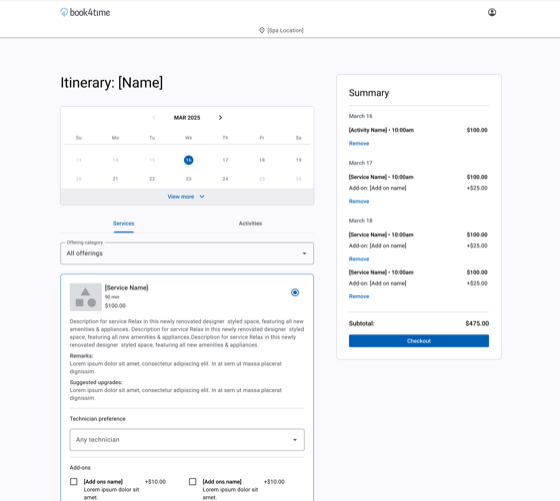 book4time
[Spa Location]
Itinerary: [Name]
MAR 2025
Su Mo Tu We Th Fr Sa
13 14 15 16 17 18 19
20 21 22 23 24 25 26
View more
Services Activities
Offering category
All offerings
[Service Name]
90 min
$100.00
Description for service Relax in this newly renovated designer styled space, featuring all new
amenities & appliances. Description for service Relax in this newly renovated designer styled
space, featuring all new amenities & appliances.Description for service Relax in this newly
renovated designer styled space, featuring all new amenities & appliances.
Remarks:
Lorem ipsum dolor sit amet, consectetur adipiscing elit. In at sem ut massa placerat
dignissim.
Suggested upgrades:
Lorem ipsum dolor sit amet, consectetur adipiscing elit. In at sem ut massa placerat
dignissim.
Technician preference
Any technician
Add-ons
[Add ons name] +$10.00 [Add ons name] +$10.00
Lorem ipsum dolor sit Lorem ipsum dolor sit
amet. amet.
Summary
March 16
[Activity Name] • 10:00am $100.00
Remove
March 17
[Service Name] • 10:00am $100.00
Add-on: [Add on name] +$25.00
Remove
March 18
[Service Name] • 10:00am $100.00
Add-on: [Add on name] +$25.00
Remove
[Service Name] • 10:00am $100.00
Add-on: [Add on name] +$25.00
Remove
Subtotal: $475.00
Checkout